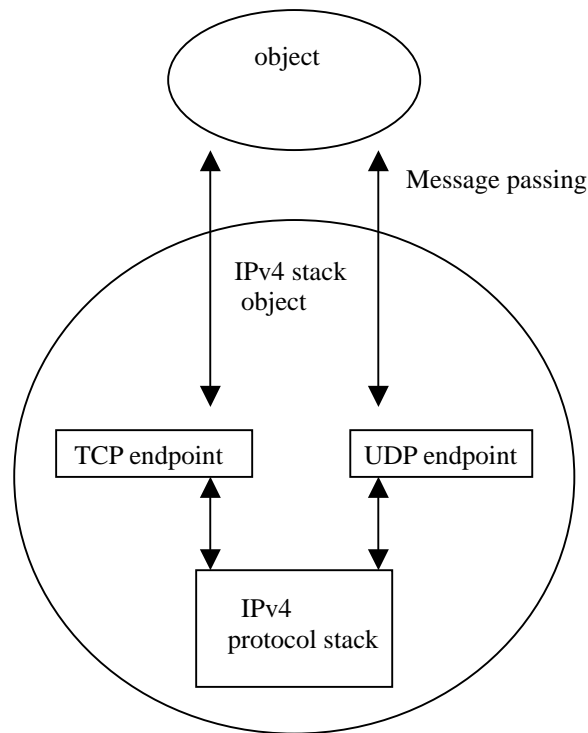 object
Message passing
IPv4 stack
object
TCP endpoint
UDP endpoint
IPv4
protocol stack